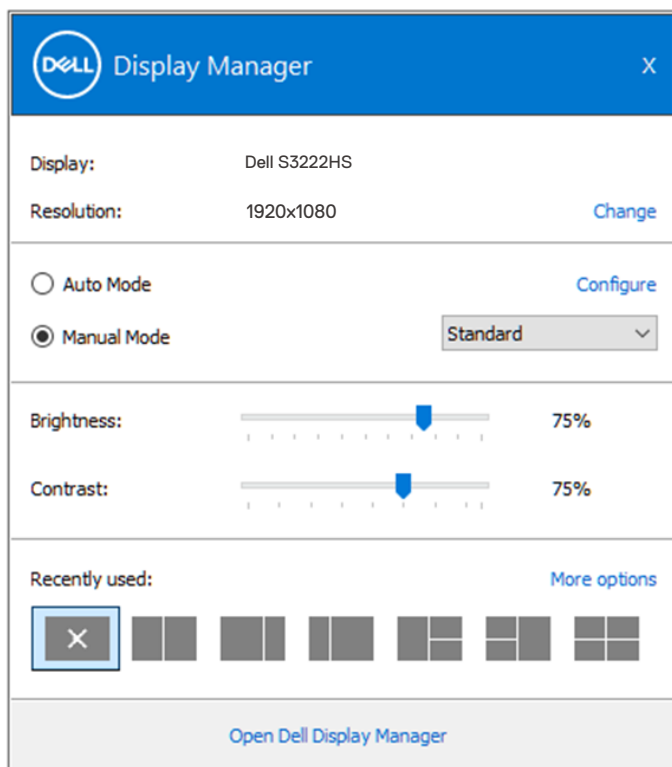 DELL Display Manager X
Display: Dell S3222HS
Resolution: 1920x1080 Change
Auto Mode Configure
Manual Mode Standard
Brightness: 75%
Contrast: 75%
Recently used: More options
Open Dell Display Manager